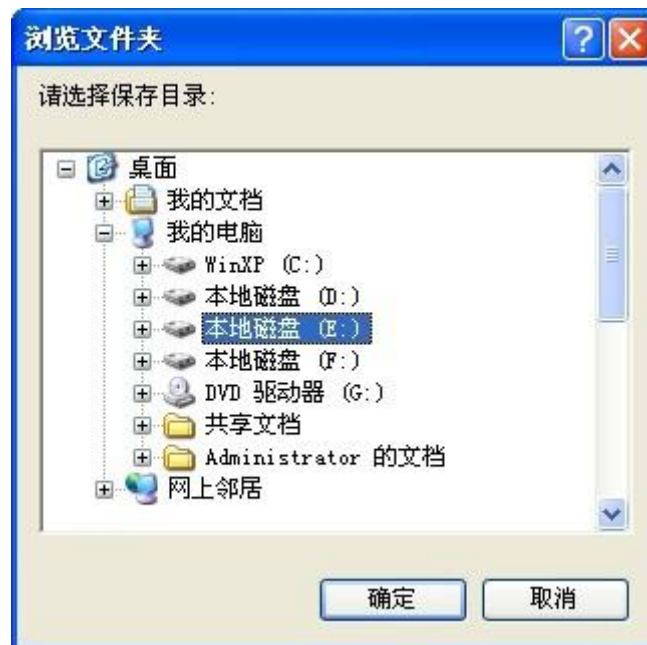 浏览文件夹
请选择保存目录:
桌面
我的文档
我的电脑
WinXP (C:)
本地磁盘 (D:)
本地磁盘 (E:)
本地磁盘 (F:)
DVD 驱动器 (G:)
共享文档
Administrator 的文档
网上邻居
确定 取消